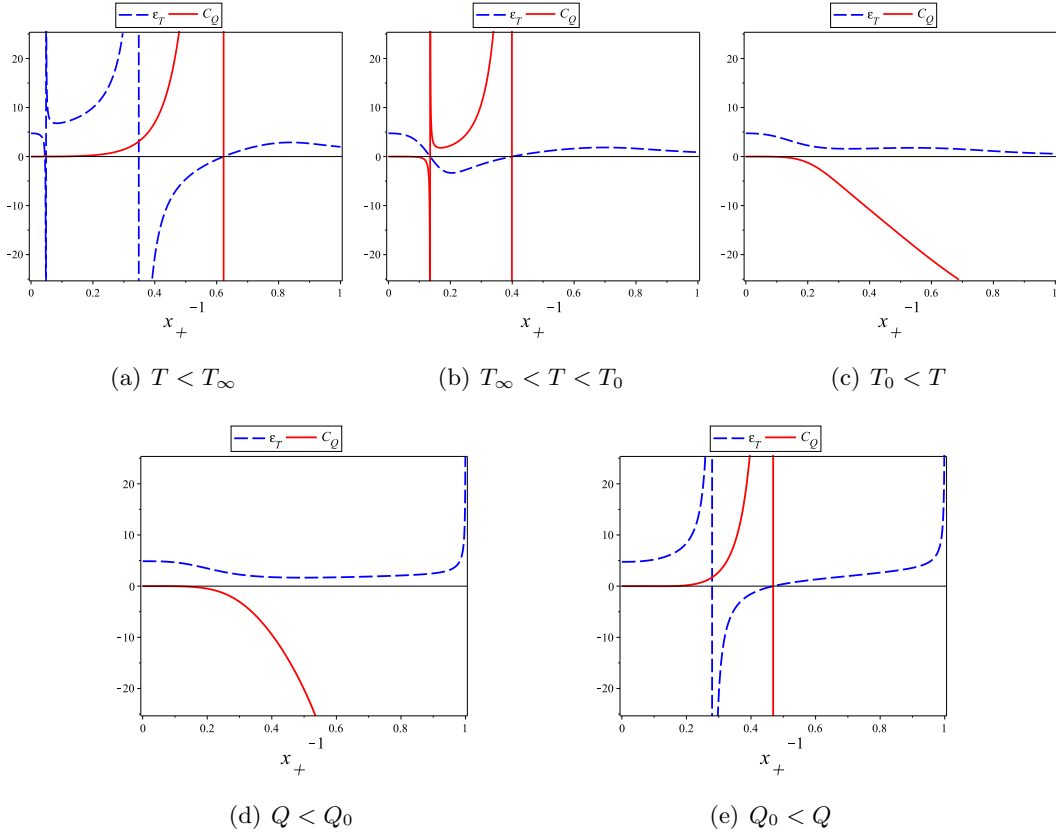 ε_T C_Q ε_T C_Q ε_T C_Q
20 20 20
10 10 10
0 0 0
−10 −10 −10
−20 −20 −20
0 0.2 0.4 0.6 0.8 1 0 0.2 0.4 0.6 0.8 1 0 0.2 0.4 0.6 0.8 1
x_+^{−1} x_+^{−1} x_+^{−1}
(a) T < T_∞ (b) T_∞ < T < T_0 (c) T_0 < T
ε_T C_Q ε_T C_Q
20 20
10 10
0 0
−10 −10
−20 −20
0 0.2 0.4 0.6 0.8 1 0 0.2 0.4 0.6 0.8 1
x_+^{−1} x_+^{−1}
(d) Q < Q_0 (e) Q_0 < Q